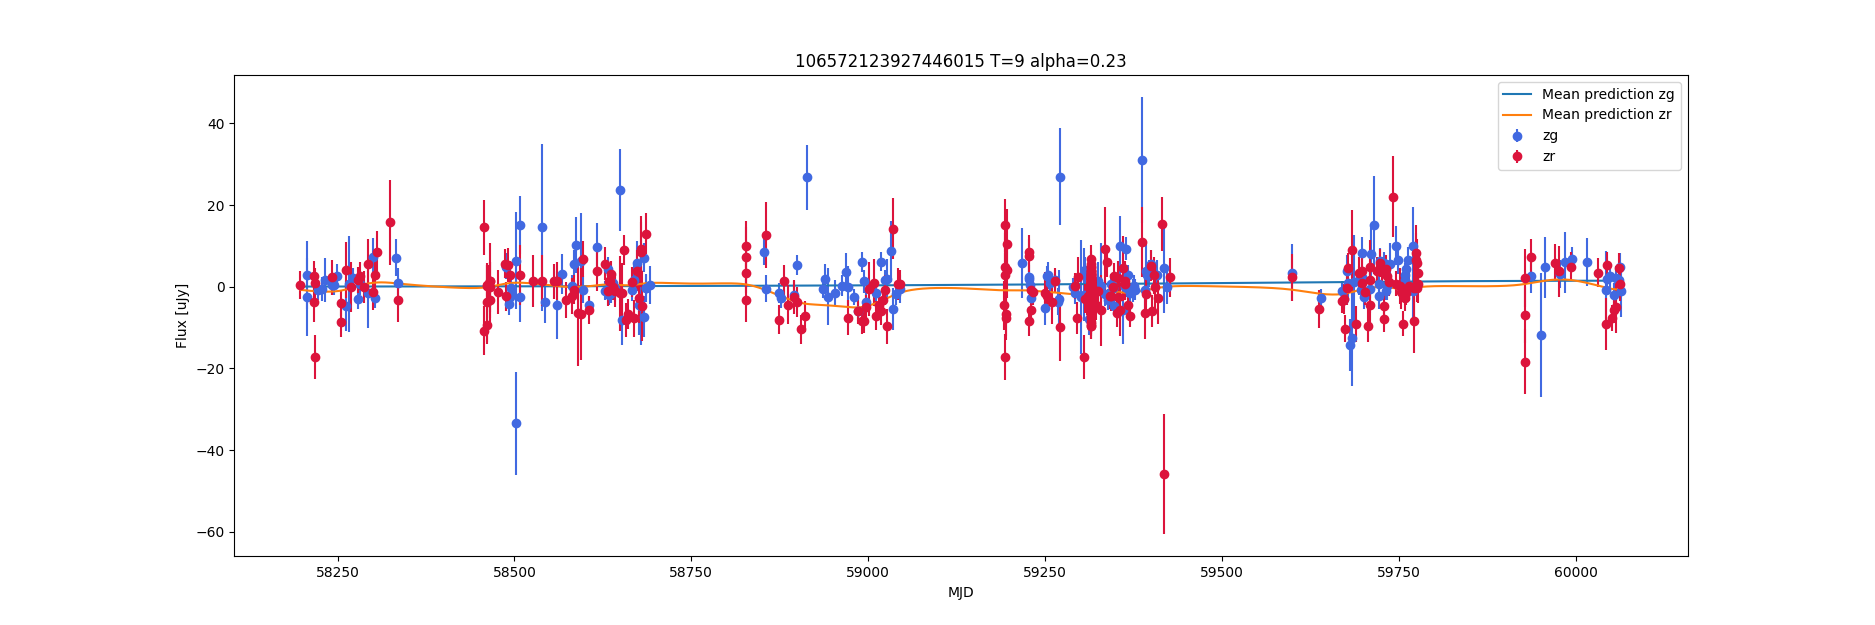 106572123927446015 T=9 alpha=0.23
Mean prediction zg
Mean prediction zr
zg
zr
Flux [uJy]
40
20
0
−20
−40
−60
58250 58500 58750 59000 59250 59500 59750 60000
MJD